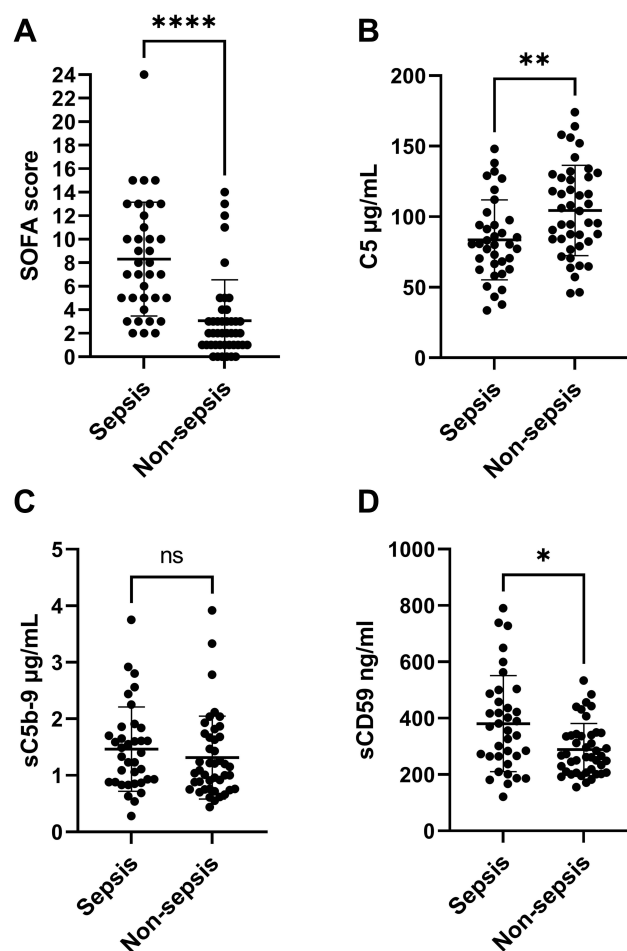 A
****
SOFA score
24
22
20
18
16
14
12
10
8
6
4
2
0
Sepsis
Non-sepsis
B
**
C5 µg/mL
200
150
100
50
0
Sepsis
Non-sepsis
C
ns
sC5b-9 µg/mL
5
4
3
2
1
0
Sepsis
Non-sepsis
D
*
sCD59 ng/ml
1000
800
600
400
200
0
Sepsis
Non-sepsis